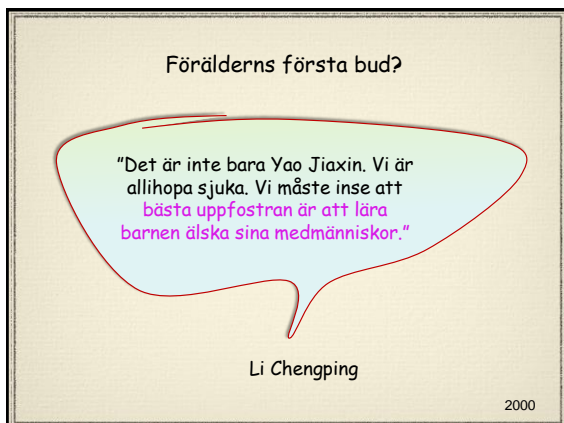 Förälderns första bud?
"Det är inte bara Yao Jiaxin. Vi är
allihopa sjuka. Vi måste inse att
bästa uppfostran är att lära
barnen älska sina medmänniskor."
Li Chengping
2000